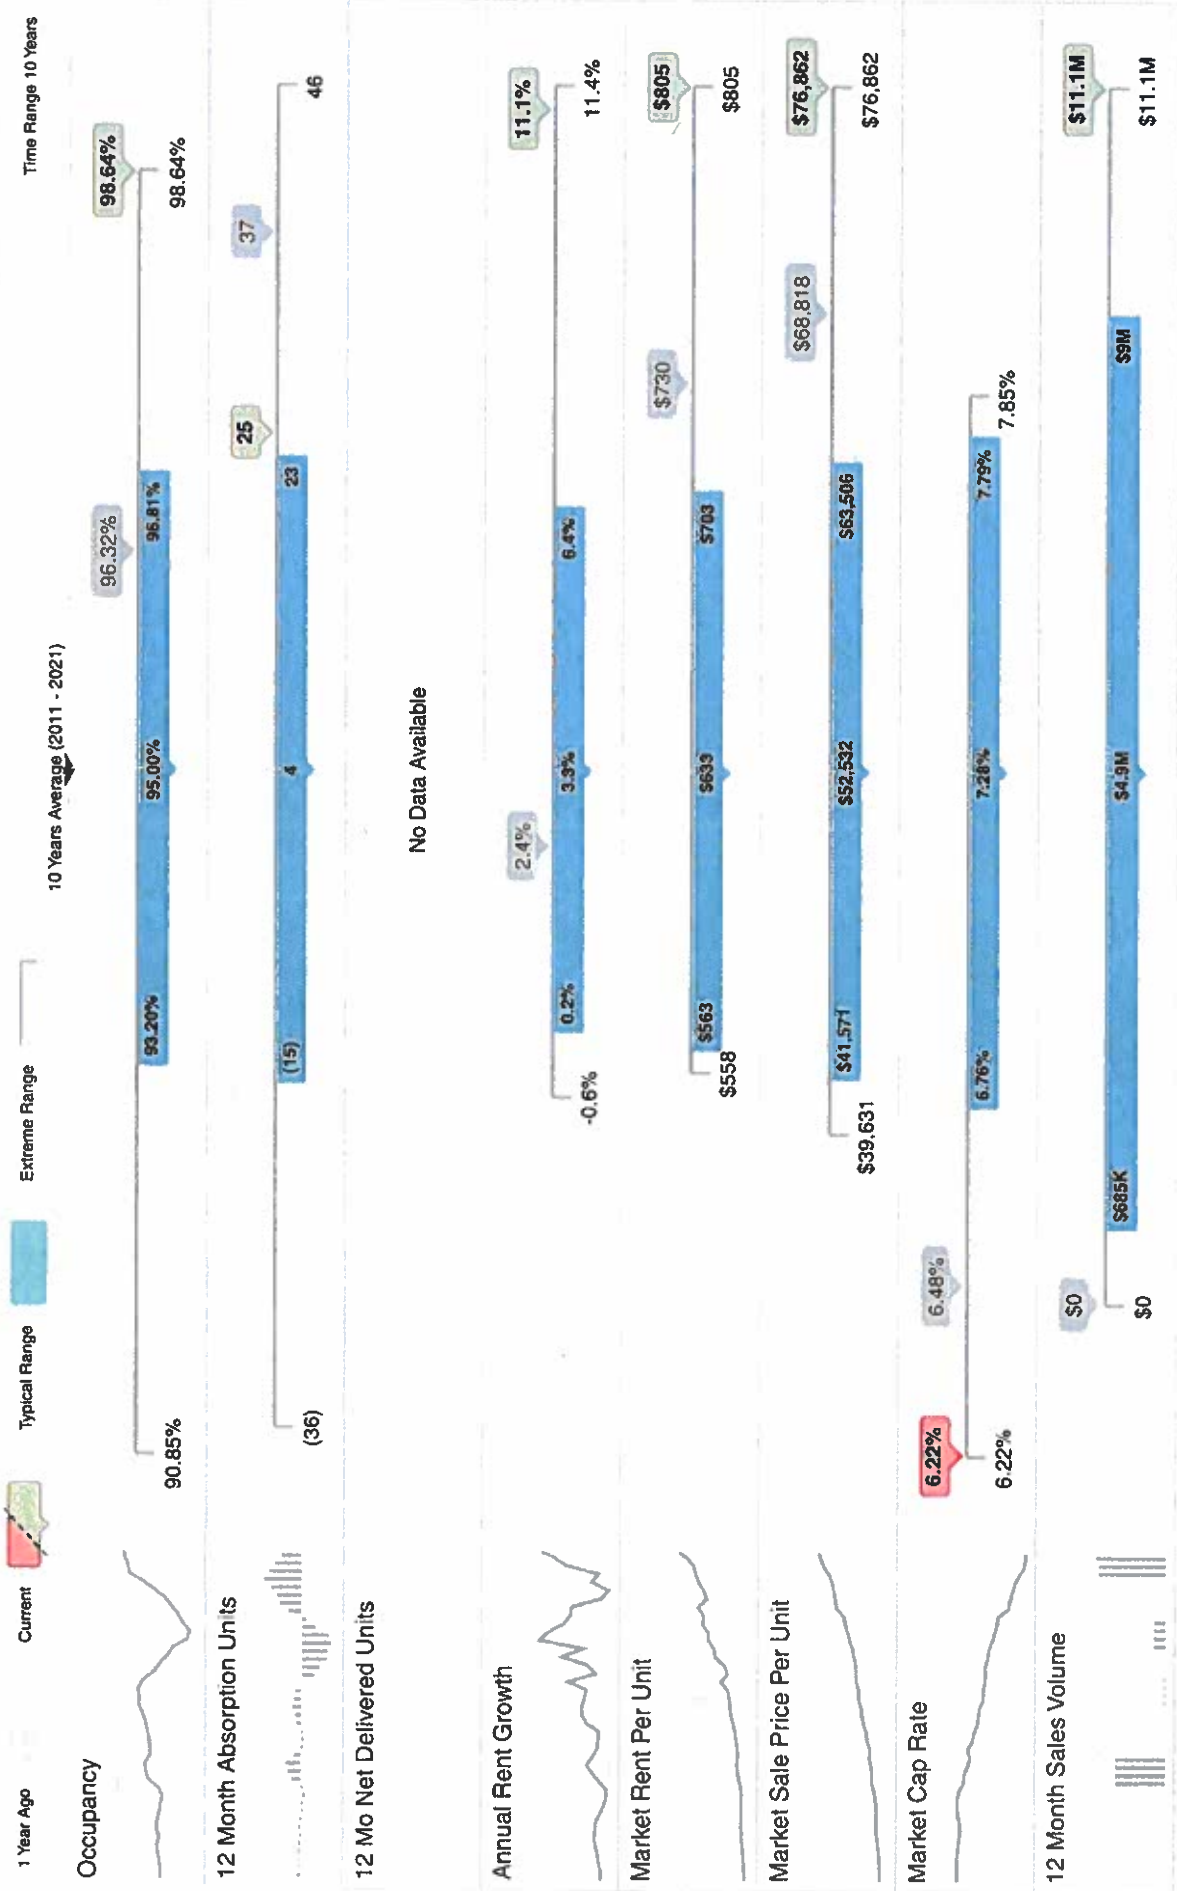 1 Year Ago Current Typical Range Extreme Range 10 Years Average (2011 - 2021) Time Range 10 Years
Occupancy
96.32%
98.64%
93.20% 95.00% 96.81%
90.85% 98.64%
12 Month Absorption Units
25
37
(15) 4 23
(36) 46
12 Mo Net Delivered Units
No Data Available
Annual Rent Growth
2.4%
11.1%
0.2% 3.3% 6.4%
-0.6% 11.4%
Market Rent Per Unit
$730
$805
$563 $633 $703
$558 $805
Market Sale Price Per Unit
$68,818
$76,862
$41,571 $52,532 $63,506
$39,631 $76,862
Market Cap Rate
6.22%
6.48%
6.76% 7.28% 7.79%
6.22% 7.85%
12 Month Sales Volume
$0
$11.1M
$685K $4.9M $9M
$0 $11.1M